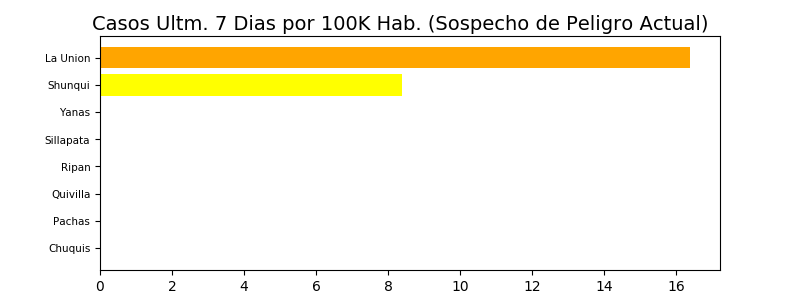 Casos Ultm. 7 Dias por 100K Hab. (Sospecho de Peligro Actual)
La Union
Shunqui
Yanas
Sillapata
Ripan
Quivilla
Pachas
Chuquis
0 2 4 6 8 10 12 14 16